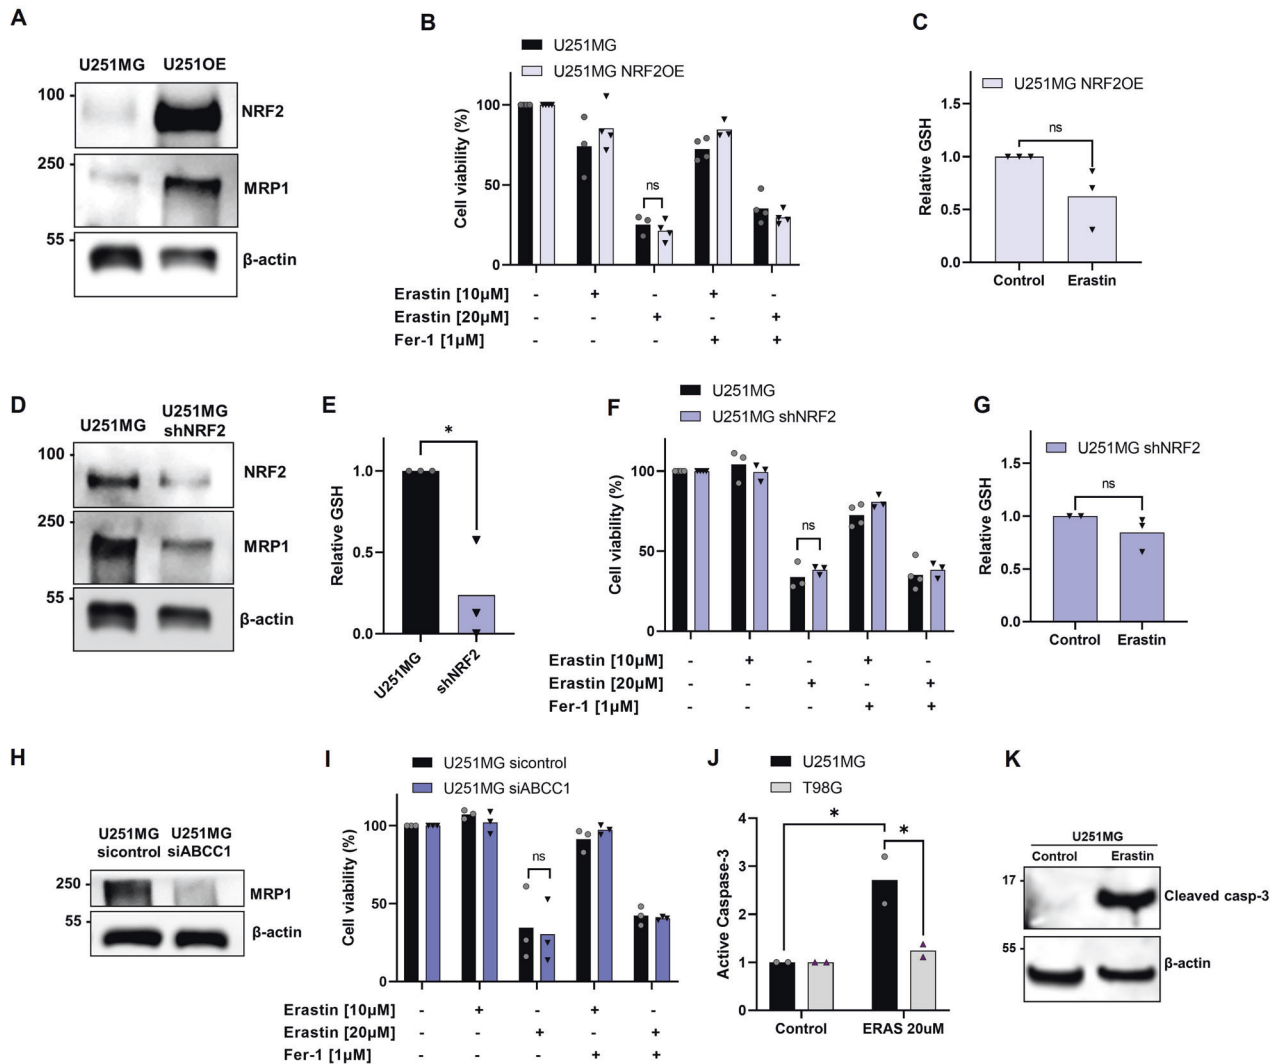 A
U251MG U251OE
100
NRF2
250
MRP1
55
β-actin
B
U251MG
U251MG NRF2OE
Cell viability (%)
100
50
0
ns
Erastin [10μM] - + - + -
Erastin [20μM] - - + - +
Fer-1 [1μM] - - - + +
C
U251MG NRF2OE
Relative GSH
1.5
1.0
0.5
0.0
ns
Control Erastin
D
U251MG U251MG
shNRF2
100
NRF2
250
MRP1
55
β-actin
E
Relative GSH
1.0
0.5
0.0
*
U251MG shNRF2
F
U251MG
U251MG shNRF2
Cell viability (%)
100
50
0
ns
Erastin [10μM] - + - + -
Erastin [20μM] - - + - +
Fer-1 [1μM] - - - + +
G
U251MG shNRF2
Relative GSH
1.5
1.0
0.5
0.0
ns
Control Erastin
H
U251MG U251MG
sicontrol siABCC1
250
MRP1
55
β-actin
I
U251MG sicontrol
U251MG siABCC1
Cell viability (%)
100
50
0
ns
Erastin [10μM] - + - + -
Erastin [20μM] - - + - +
Fer-1 [1μM] - - - + +
J
U251MG
T98G
Active Caspase-3
4
3
2
1
0
*
*
Control ERAS 20uM
K
U251MG
Control Erastin
17
Cleaved casp-3
55
β-actin